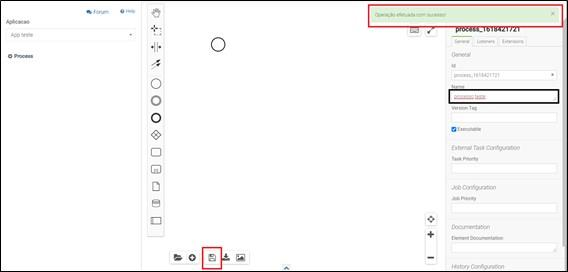 Forum
Help
Aplicacao
App teste
Process
Operação efetuada com sucesso!
×
process_1618421721
General
Listeners
Extensions
General
Id
process_1618421721
×
Name
processo teste
Version Tag
Executable
External Task Configuration
Task Priority
Job Configuration
Job Priority
Documentation
Element Documentation
History Configuration